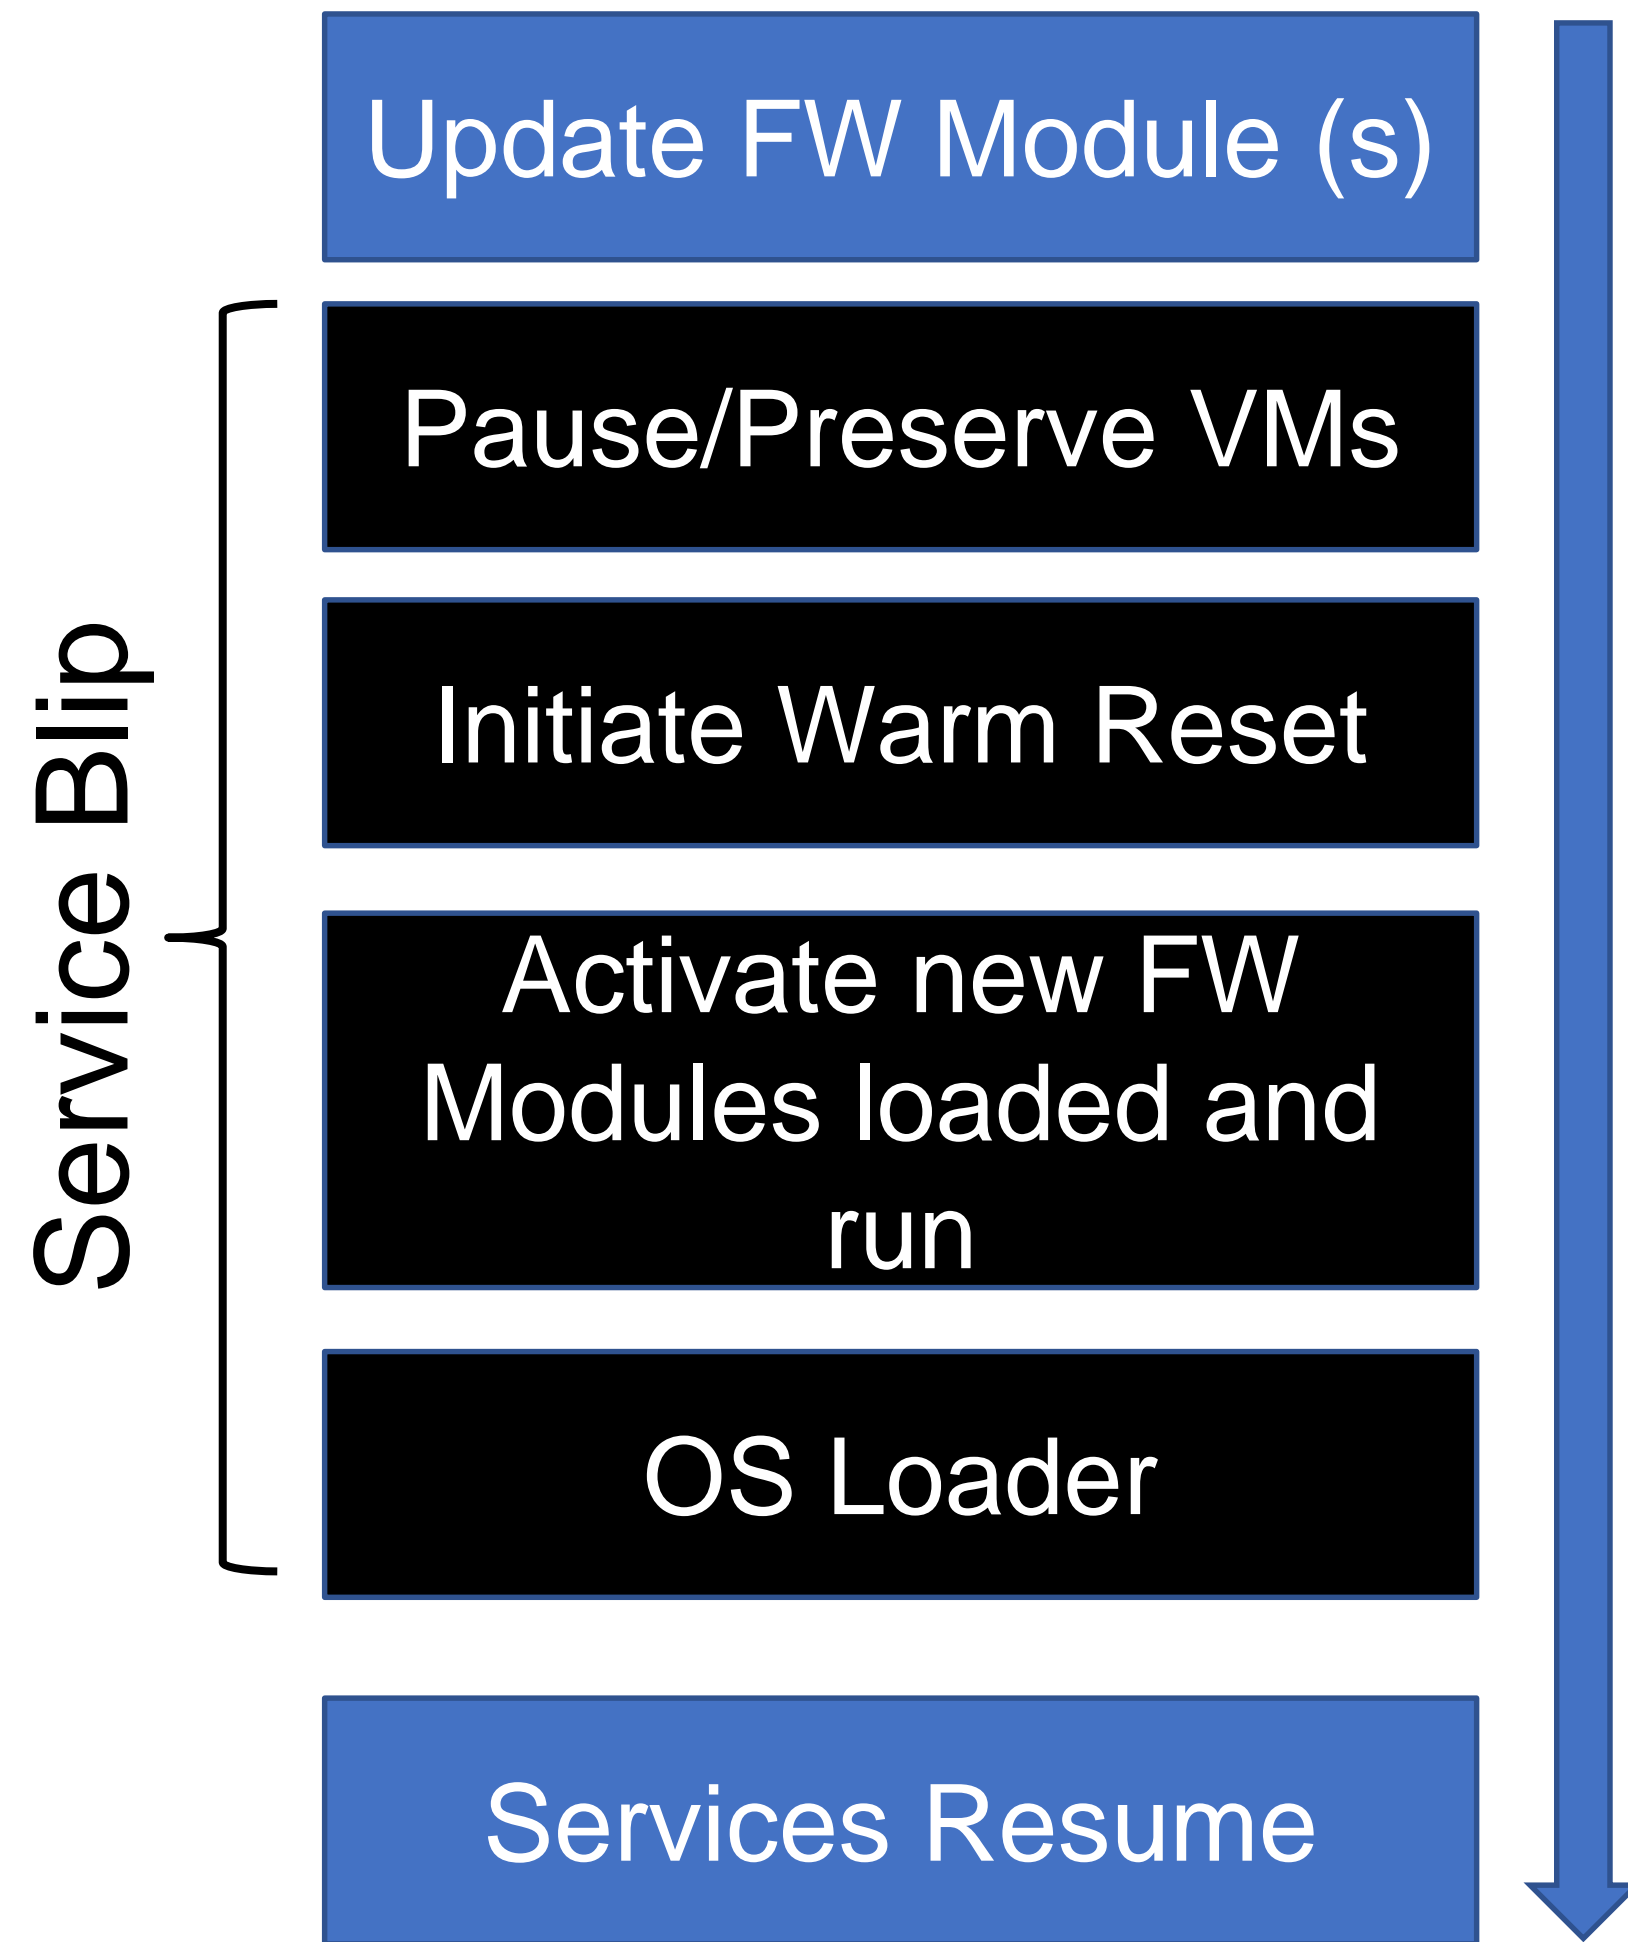 Update FW Module (s)
Service Blip
Pause/Preserve VMs
Initiate Warm Reset
Activate new FW
Modules loaded and
run
OS Loader
Services Resume